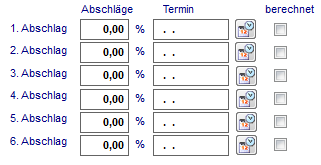 Abschläge Termin berechnet
1. Abschlag 0,00 % . .
2. Abschlag 0,00 % . .
3. Abschlag 0,00 % . .
4. Abschlag 0,00 % . .
5. Abschlag 0,00 % . .
6. Abschlag 0,00 % . .